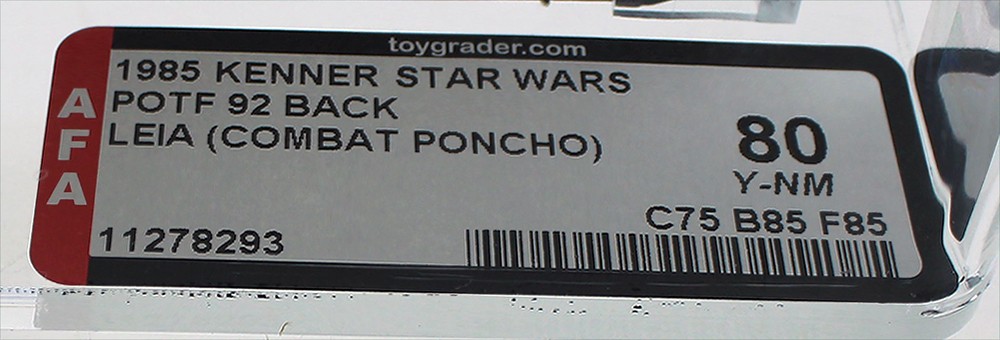 toygrader.com
AFA
1985 KENNER STAR WARS
POTF 92 BACK
LEIA (COMBAT PONCHO)
80
Y-NM
C75 B85 F85
11278293